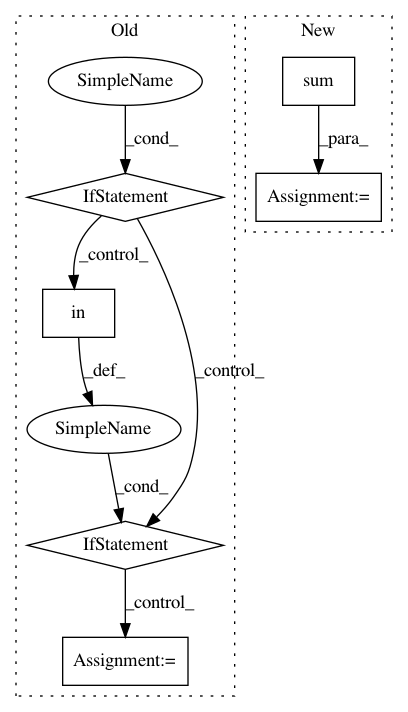 Old
New
SimpleName
sum
_cond_
_para_
IfStatement
Assignment:=
_control_
in
_def_
_control_
SimpleName
_cond_
IfStatement
_control_
Assignment:=